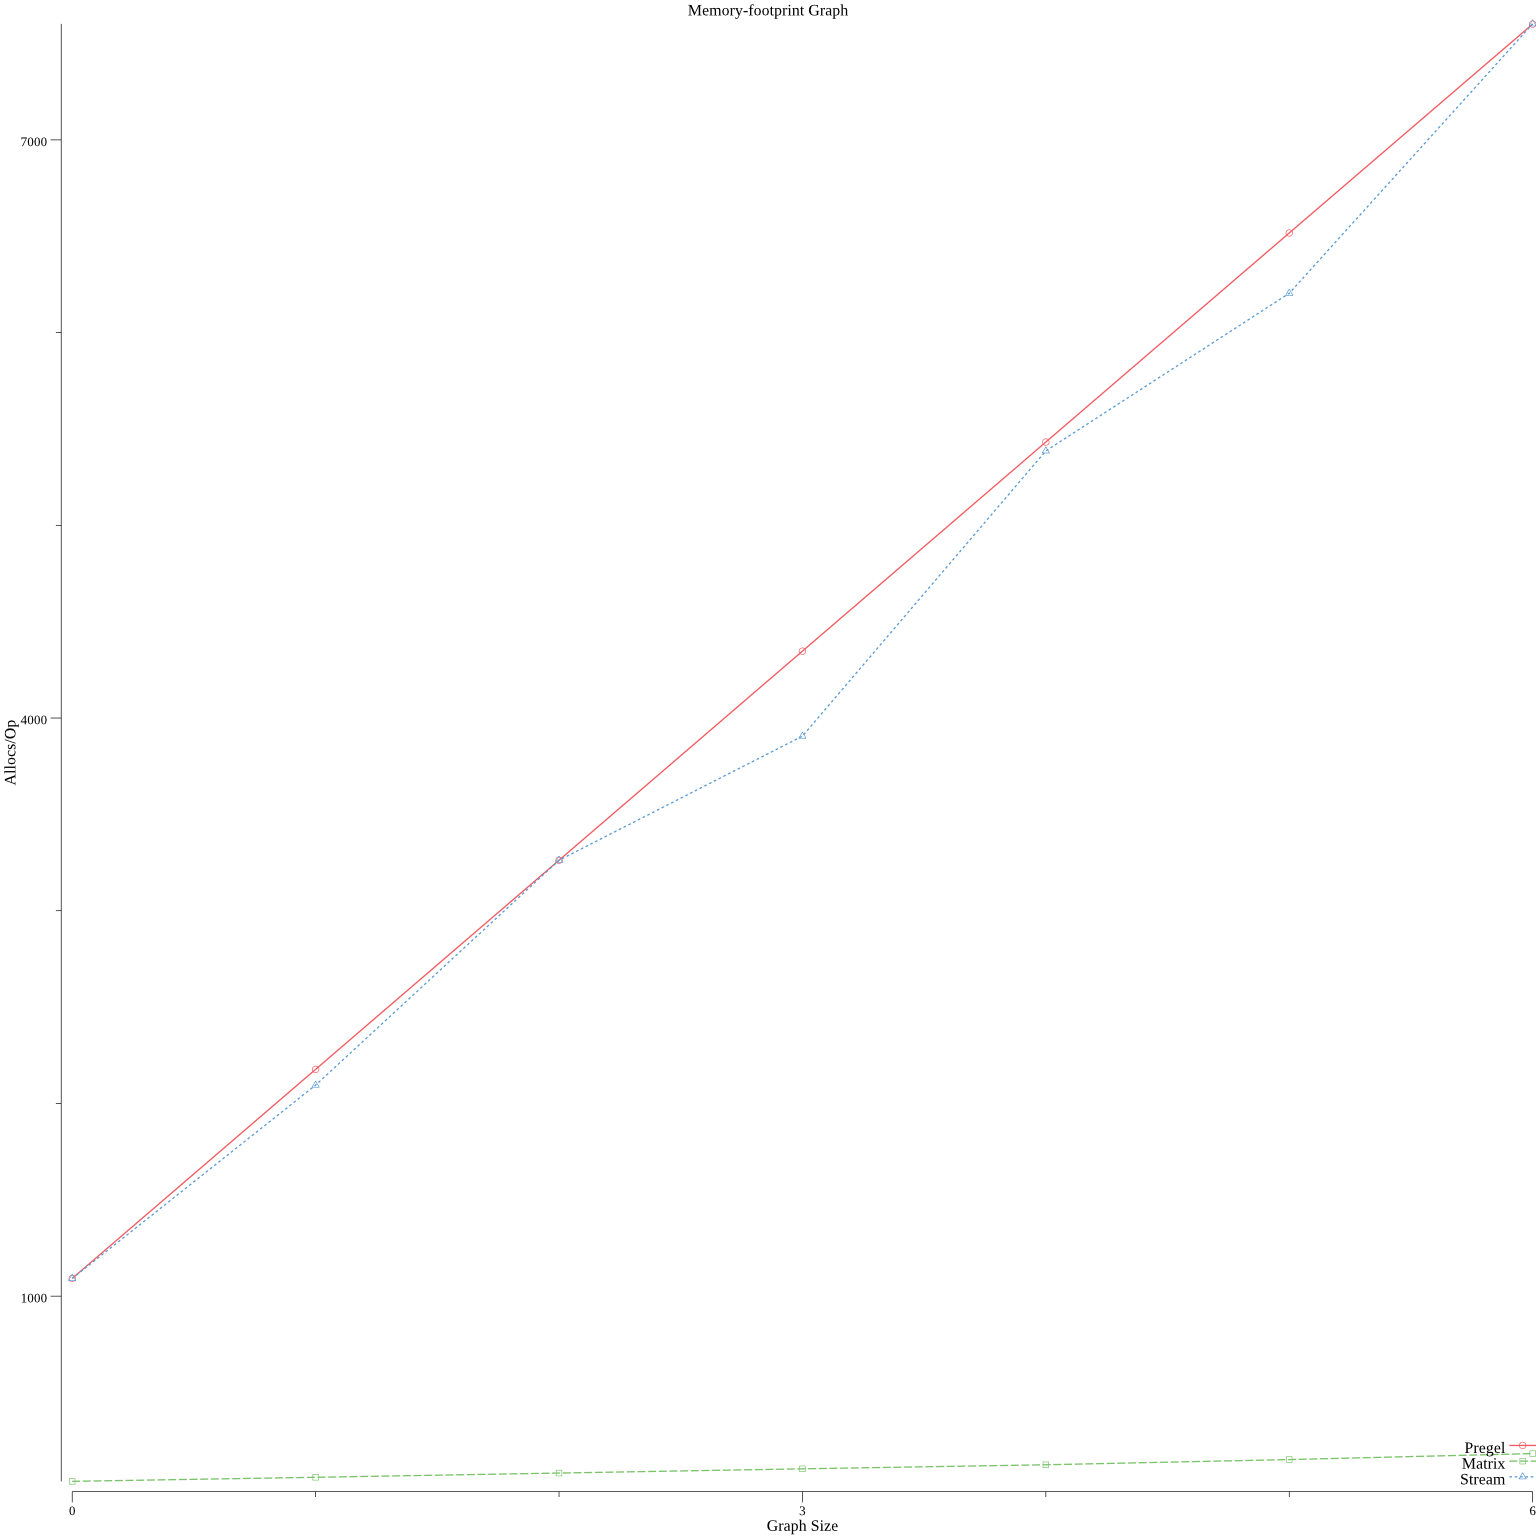 Memory-footprint Graph
7000
4000
1000
Allocs/Op
Pregel
Matrix
Stream
0 3 6
Graph Size